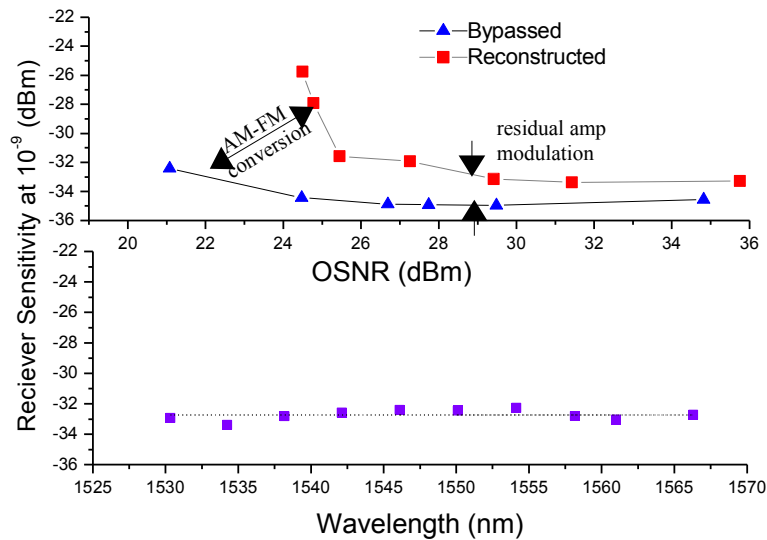 Bypassed
Reconstructed
-22
-24
-26
-28
-31
-32
-34
-36
AM-FM
conversion
residual amp
modulation
20 22 24 26 28 30 32 34 36
OSNR (dBm)
Reciever Sensitivity at 10⁻⁹ (dBm)
-22
-24
-26
-28
-31
-32
-34
-36
1525 1530 1535 1540 1545 1550 1555 1560 1565 1570
Wavelength (nm)